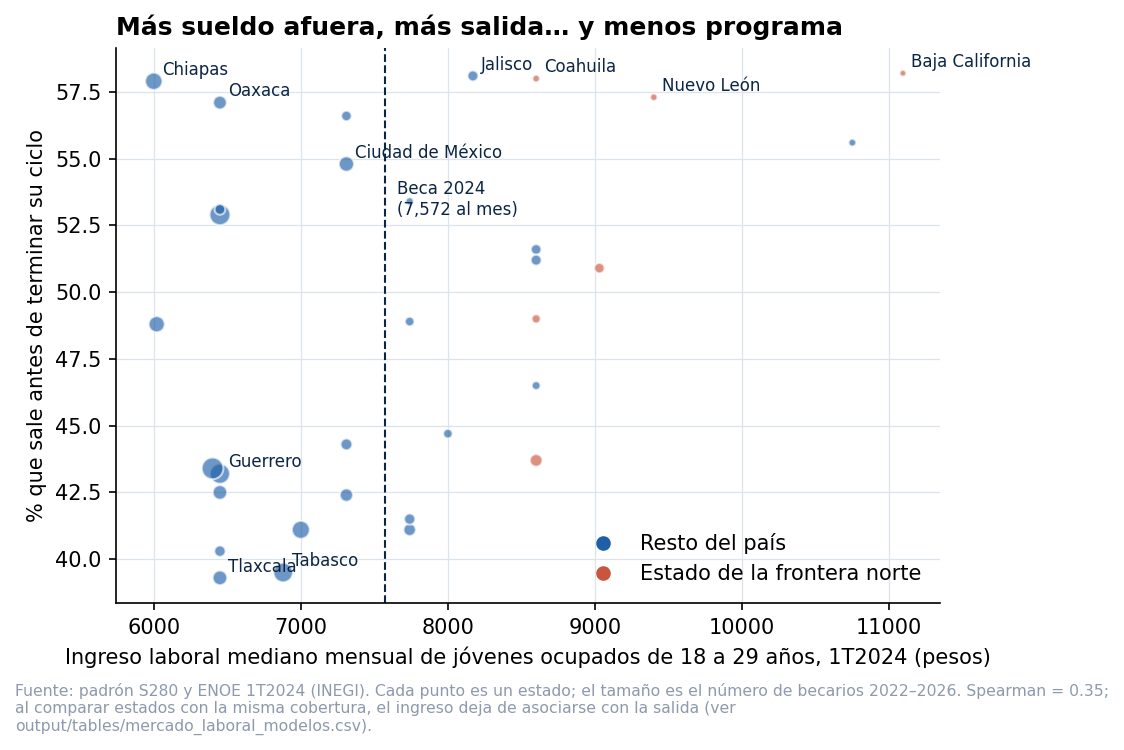 Más sueldo afuera, más salida… y menos programa
Chiapas
Oaxaca
Jalisco
Coahuila
Nuevo León
Baja California
Ciudad de México
Beca 2024
(7,572 al mes)
Guerrero
Tlaxcala
Tabasco
Resto del país
Estado de la frontera norte
% que sale antes de terminar su ciclo
57.5
55.0
52.5
50.0
47.5
45.0
42.5
40.0
6000
7000
8000
9000
10000
11000
Ingreso laboral mediano mensual de jóvenes ocupados de 18 a 29 años, 1T2024 (pesos)
Fuente: padrón S280 y ENOE 1T2024 (INEGI). Cada punto es un estado; el tamaño es el número de becarios 2022–2026. Spearman = 0.35;
al comparar estados con la misma cobertura, el ingreso deja de asociarse con la salida (ver
output/tables/mercado_laboral_modelos.csv).